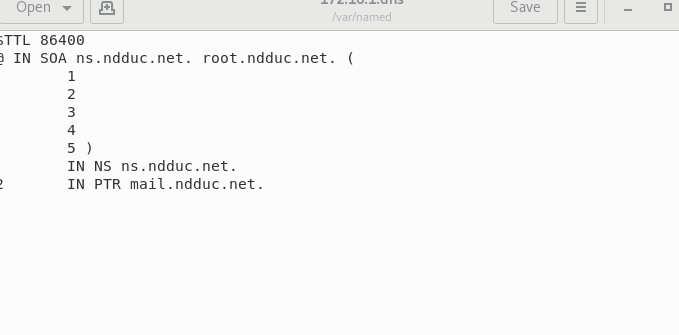 Open
172.16.1.dns
/var/named
Save
$TTL 86400
@ IN SOA ns.ndduc.net. root.ndduc.net. (
1
2
3
4
5 )
IN NS ns.ndduc.net.
2 IN PTR mail.ndduc.net.